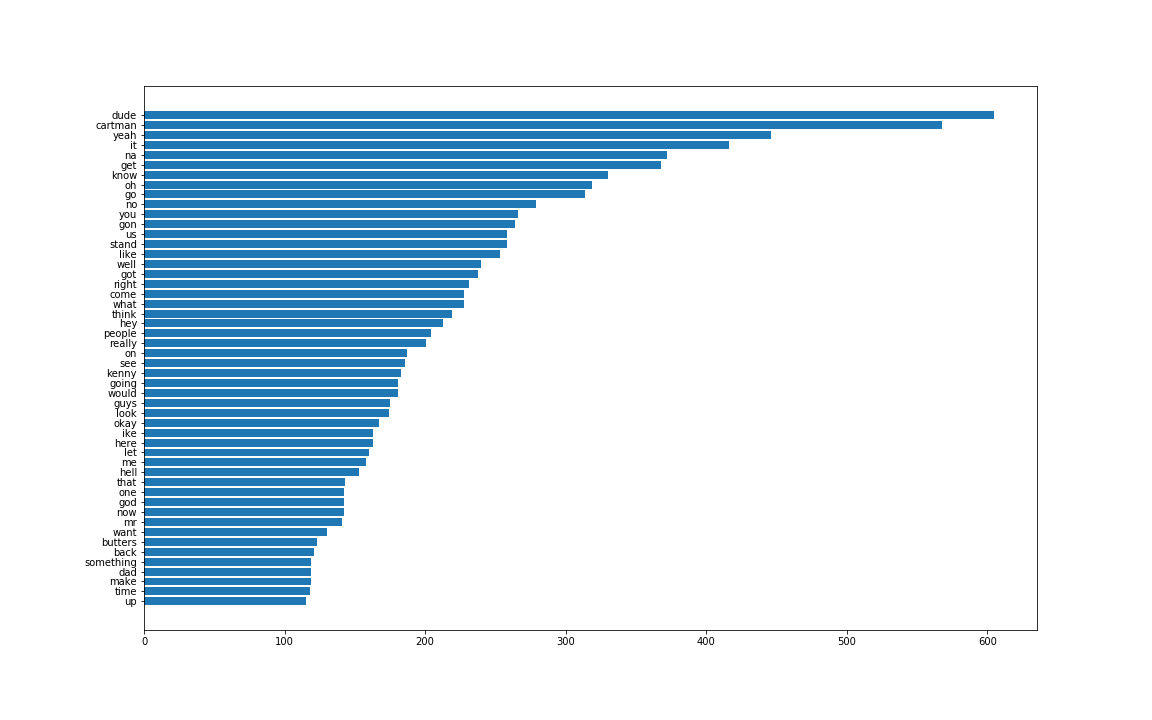 dude
cartman
yeah
it
na
get
know
oh
go
no
you
gon
us
stand
like
well
got
right
come
what
think
hey
people
really
on
see
kenny
going
would
guys
look
okay
ike
here
let
me
hell
that
one
god
now
mr
want
butters
back
something
dad
make
time
up
0 100 200 300 400 500 600